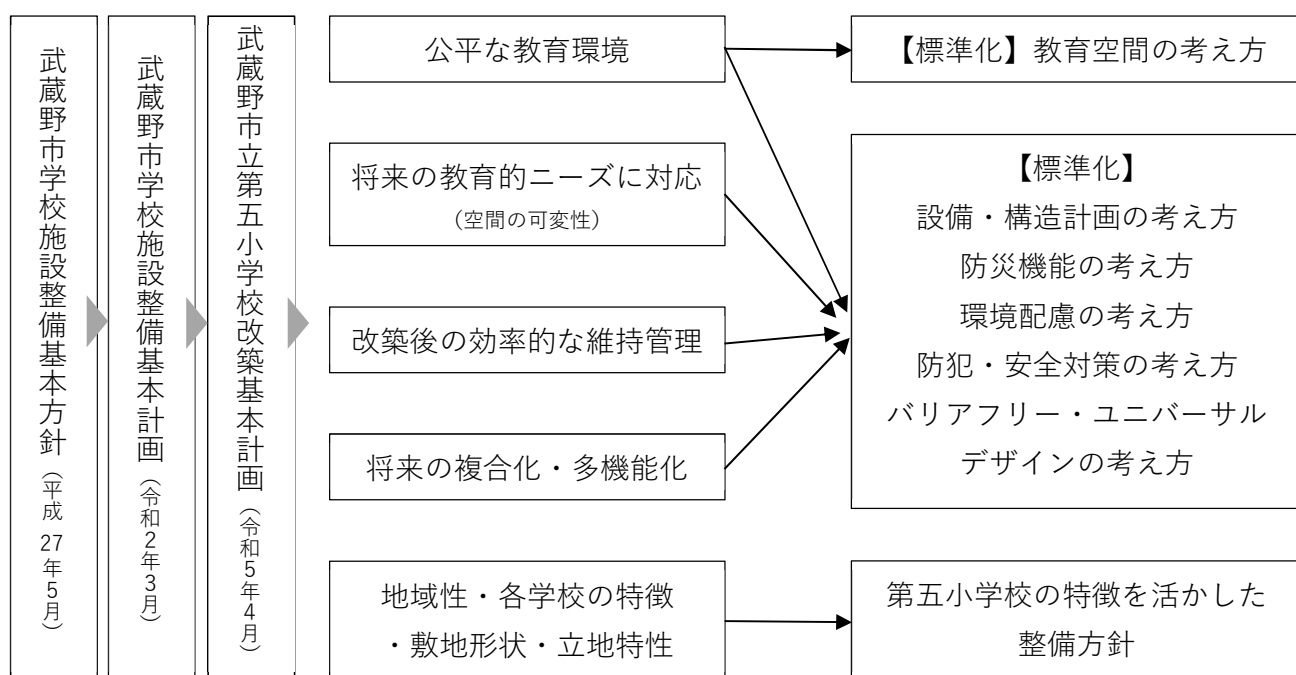 武蔵野市学校施設整備基本方針（平成27年5月）
武蔵野市学校施設整備基本計画（令和2年3月）
武蔵野市立第五小学校改築基本計画（令和5年4月）
公平な教育環境
将来の教育的ニーズに対応
（空間の可変性）
改築後の効率的な維持管理
将来の複合化・多機能化
地域性・各学校の特徴
・敷地形状・立地特性
【標準化】教育空間の考え方
【標準化】
設備・構造計画の考え方
防災機能の考え方
環境配慮の考え方
防犯・安全対策の考え方
バリアフリー・ユニバーサル
デザインの考え方
第五小学校の特徴を活かした
整備方針